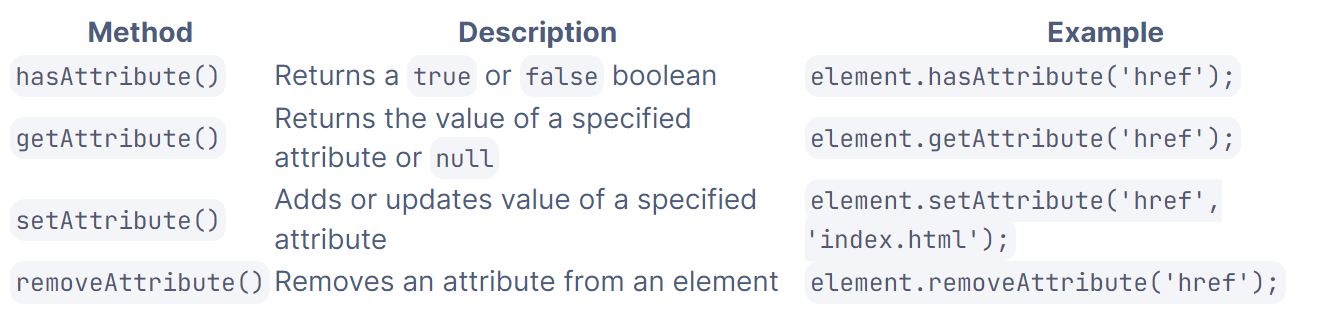 Method Description Example
hasAttribute() Returns a true or false boolean element.hasAttribute('href');
getAttribute() Returns the value of a specified
attribute or null element.getAttribute('href');
setAttribute() Adds or updates value of a specified
attribute element.setAttribute('href',
'index.html');
removeAttribute() Removes an attribute from an element element.removeAttribute('href');